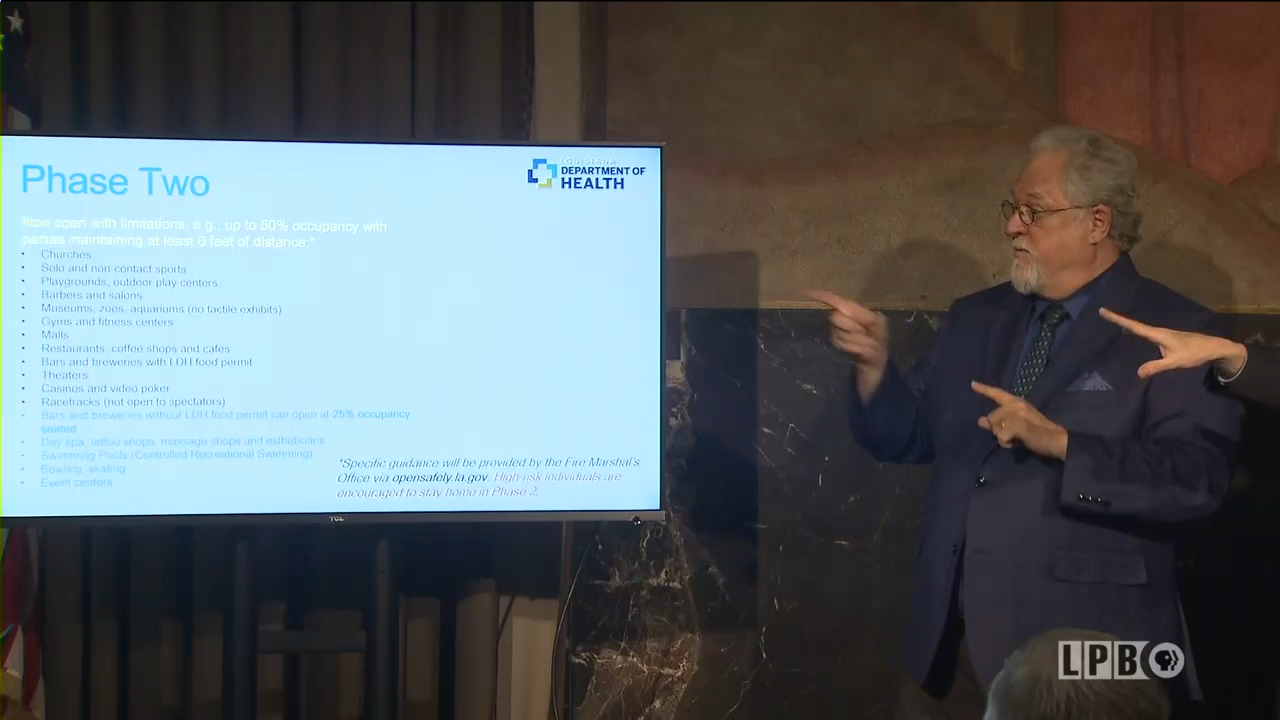 Phase Two
LOUISIANA
DEPARTMENT OF
HEALTH
Now open with limitations, e.g., up to 50% occupancy with
parties maintaining at least 6 feet of distance:*
• Churches
• Solo and non contact sports
• Playgrounds, outdoor play centers
• Barbers and salons
• Museums, zoos, aquariums (no tactile exhibits)
• Gyms and fitness centers
• Malls
• Restaurants, coffee shops and cafes
• Bars and breweries with LDH food permit
• Theaters
• Casinos and video poker
• Racetracks (not open to spectators)
• Bars and breweries without LDH food permit can open at 25% occupancy
seated
• Day spa, tattoo shops, massage shops and estheticians
• Swimming Pools (Controlled Recreational Swimming)
• Bowling, skating
• Event centers
*Specific guidance will be provided by the Fire Marshal's
Office via opensafely.la.gov. High-risk individuals are
encouraged to stay home in Phase 2.
TCL
LPB